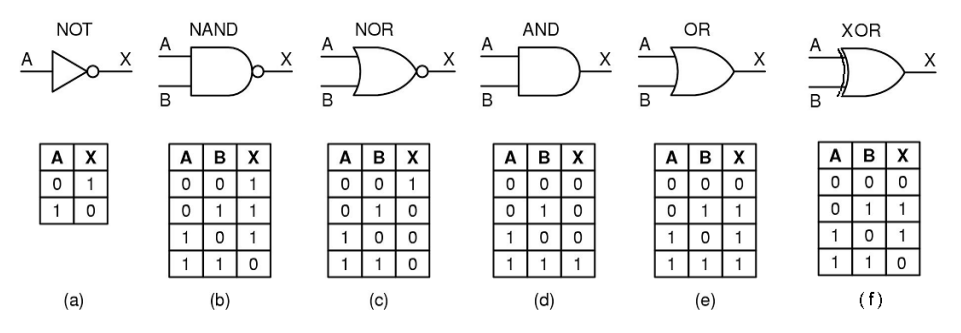 NOT NAND NOR AND OR XOR
A X A B X A B X A B X A B X A B X
A X A B X A B X A B X A B X A B X
0 1 0 0 1 0 0 1 0 0 0 0 0 0 0 0 0
1 0 0 1 1 0 1 0 0 1 0 0 1 1 0 1 1
1 0 1 1 0 0 1 0 0 1 0 1 1 0 1
1 1 0 1 1 0 1 1 1 1 1 1 1 1 0
(a) (b) (c) (d) (e) (f)